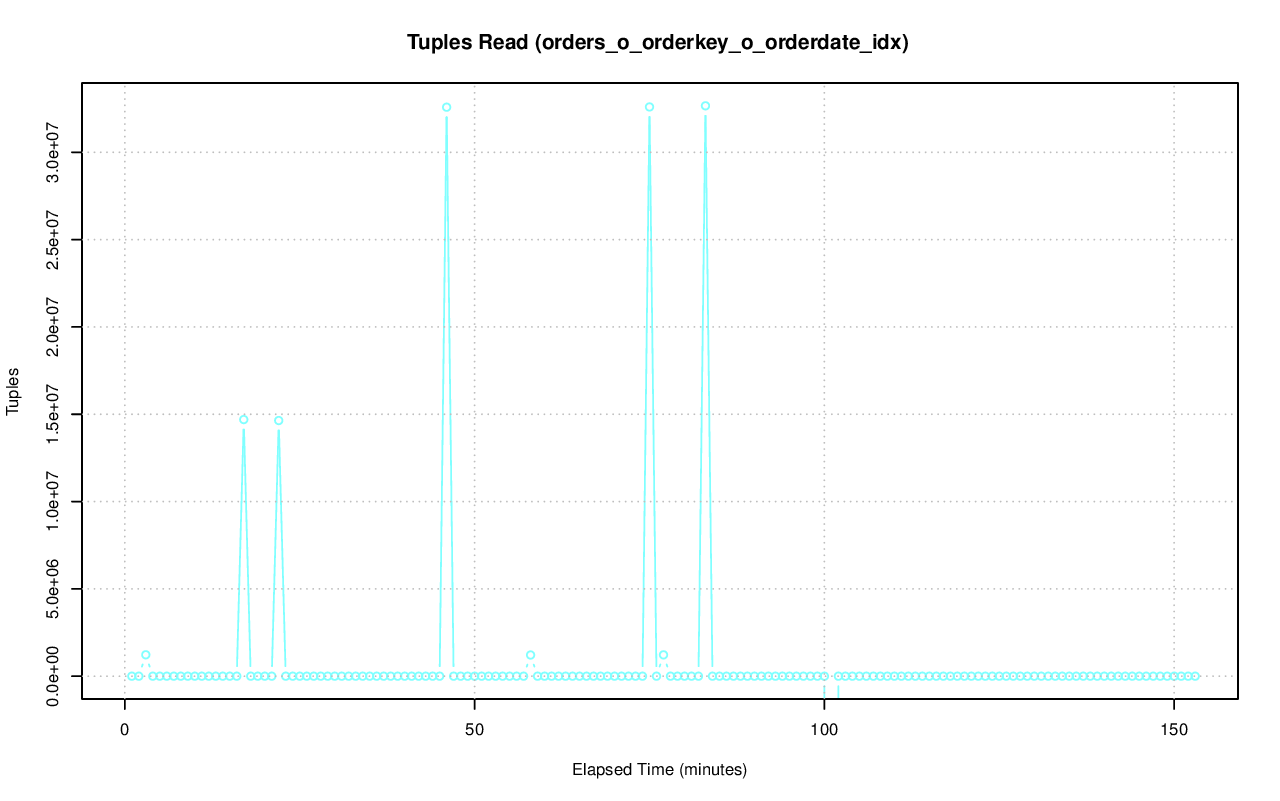 Tuples Read (orders_o_orderkey_o_orderdate_idx)
Tuples
3.0e+07
2.5e+07
2.0e+07
1.5e+07
1.0e+07
5.0e+06
0.0e+00
0 50 100 150
Elapsed Time (minutes)